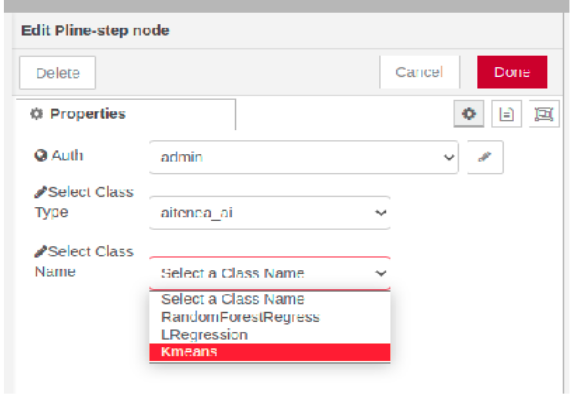 Edit Pline-step node
Delete
Cancel
Done
Properties
Auth
admin
Select Class
Type
aitenea_ai
Select Class
Name
Select a Class Name
Select a Class Name
RandomForestRegress
LRegression
Kmeans